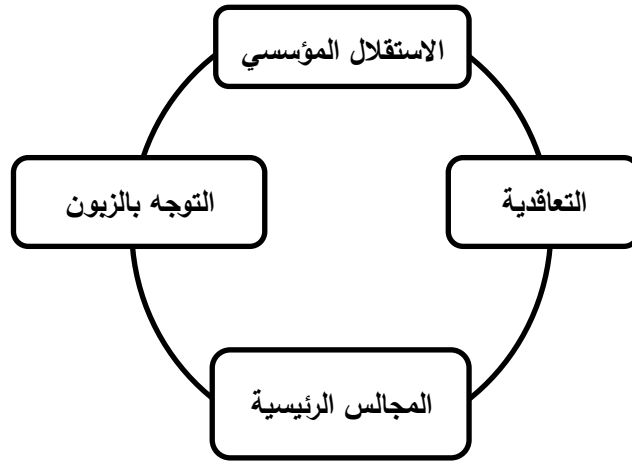 الاستقلال المؤسسي
التعاقدية
التوجه بالزبون
المجالس الرئيسية